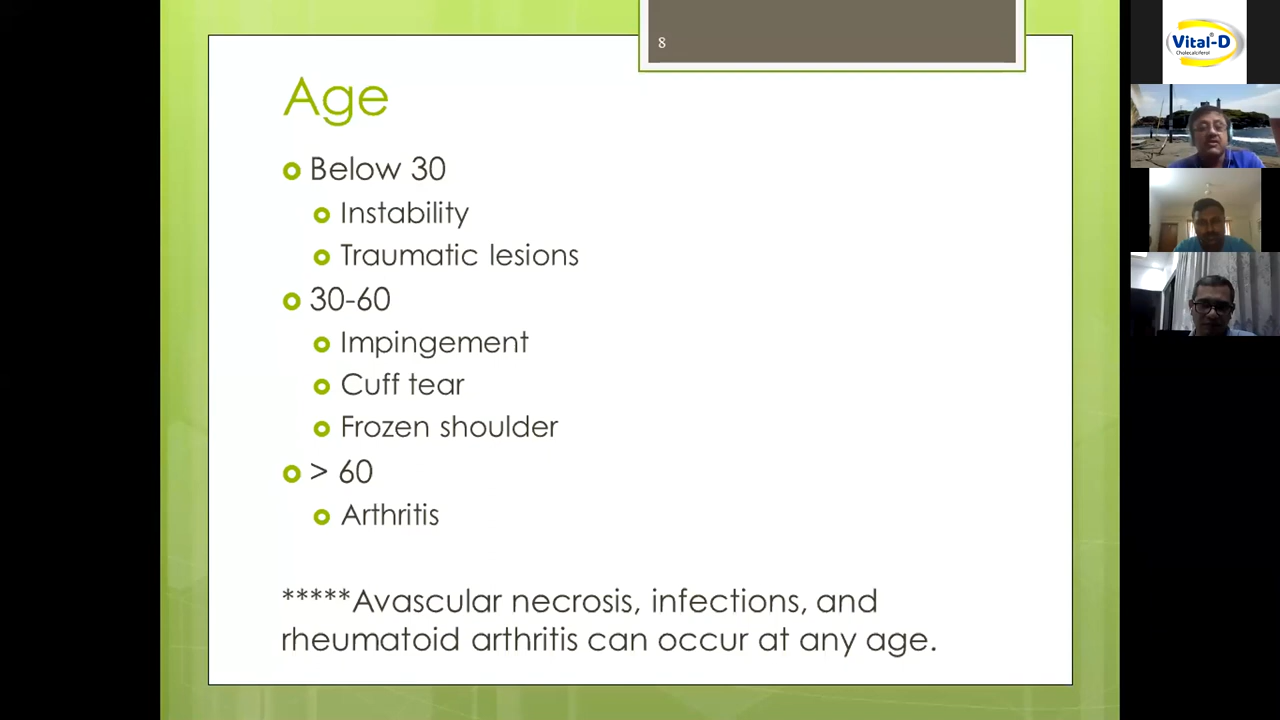 8
Age
Below 30
Instability
Traumatic lesions
30-60
Impingement
Cuff tear
Frozen shoulder
> 60
Arthritis
*****Avascular necrosis, infections, and
rheumatoid arthritis can occur at any age.
Vital-D®
Cholecalciferol